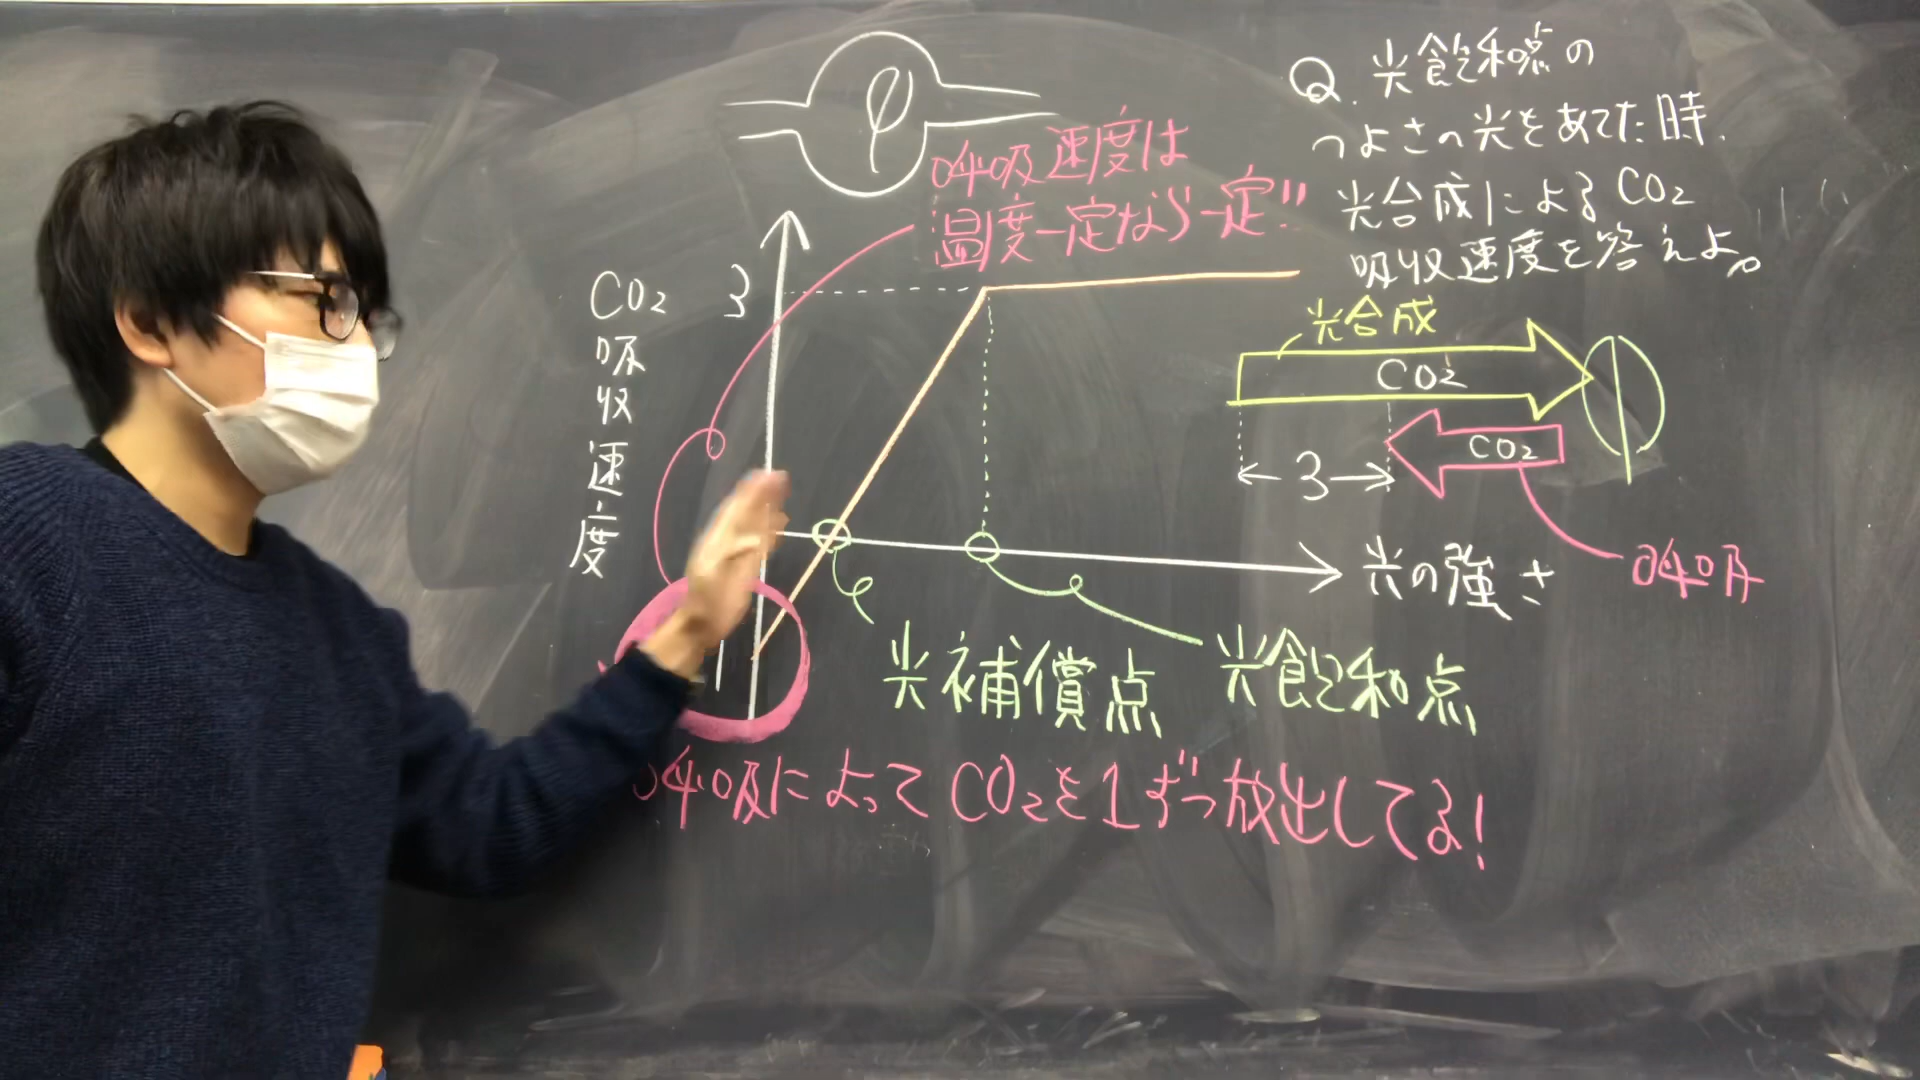 Q.光飽和点の
つよさの光をあてた時、
光合成によるCO2
吸収速度を答えよ。
呼吸速度は
温度一定なら一定!!
CO2吸収速度
3
光合成
CO2
CO2
3
呼吸
光の強さ
光補償点
光飽和点
呼吸によってCO2を1ずつ放出してる!